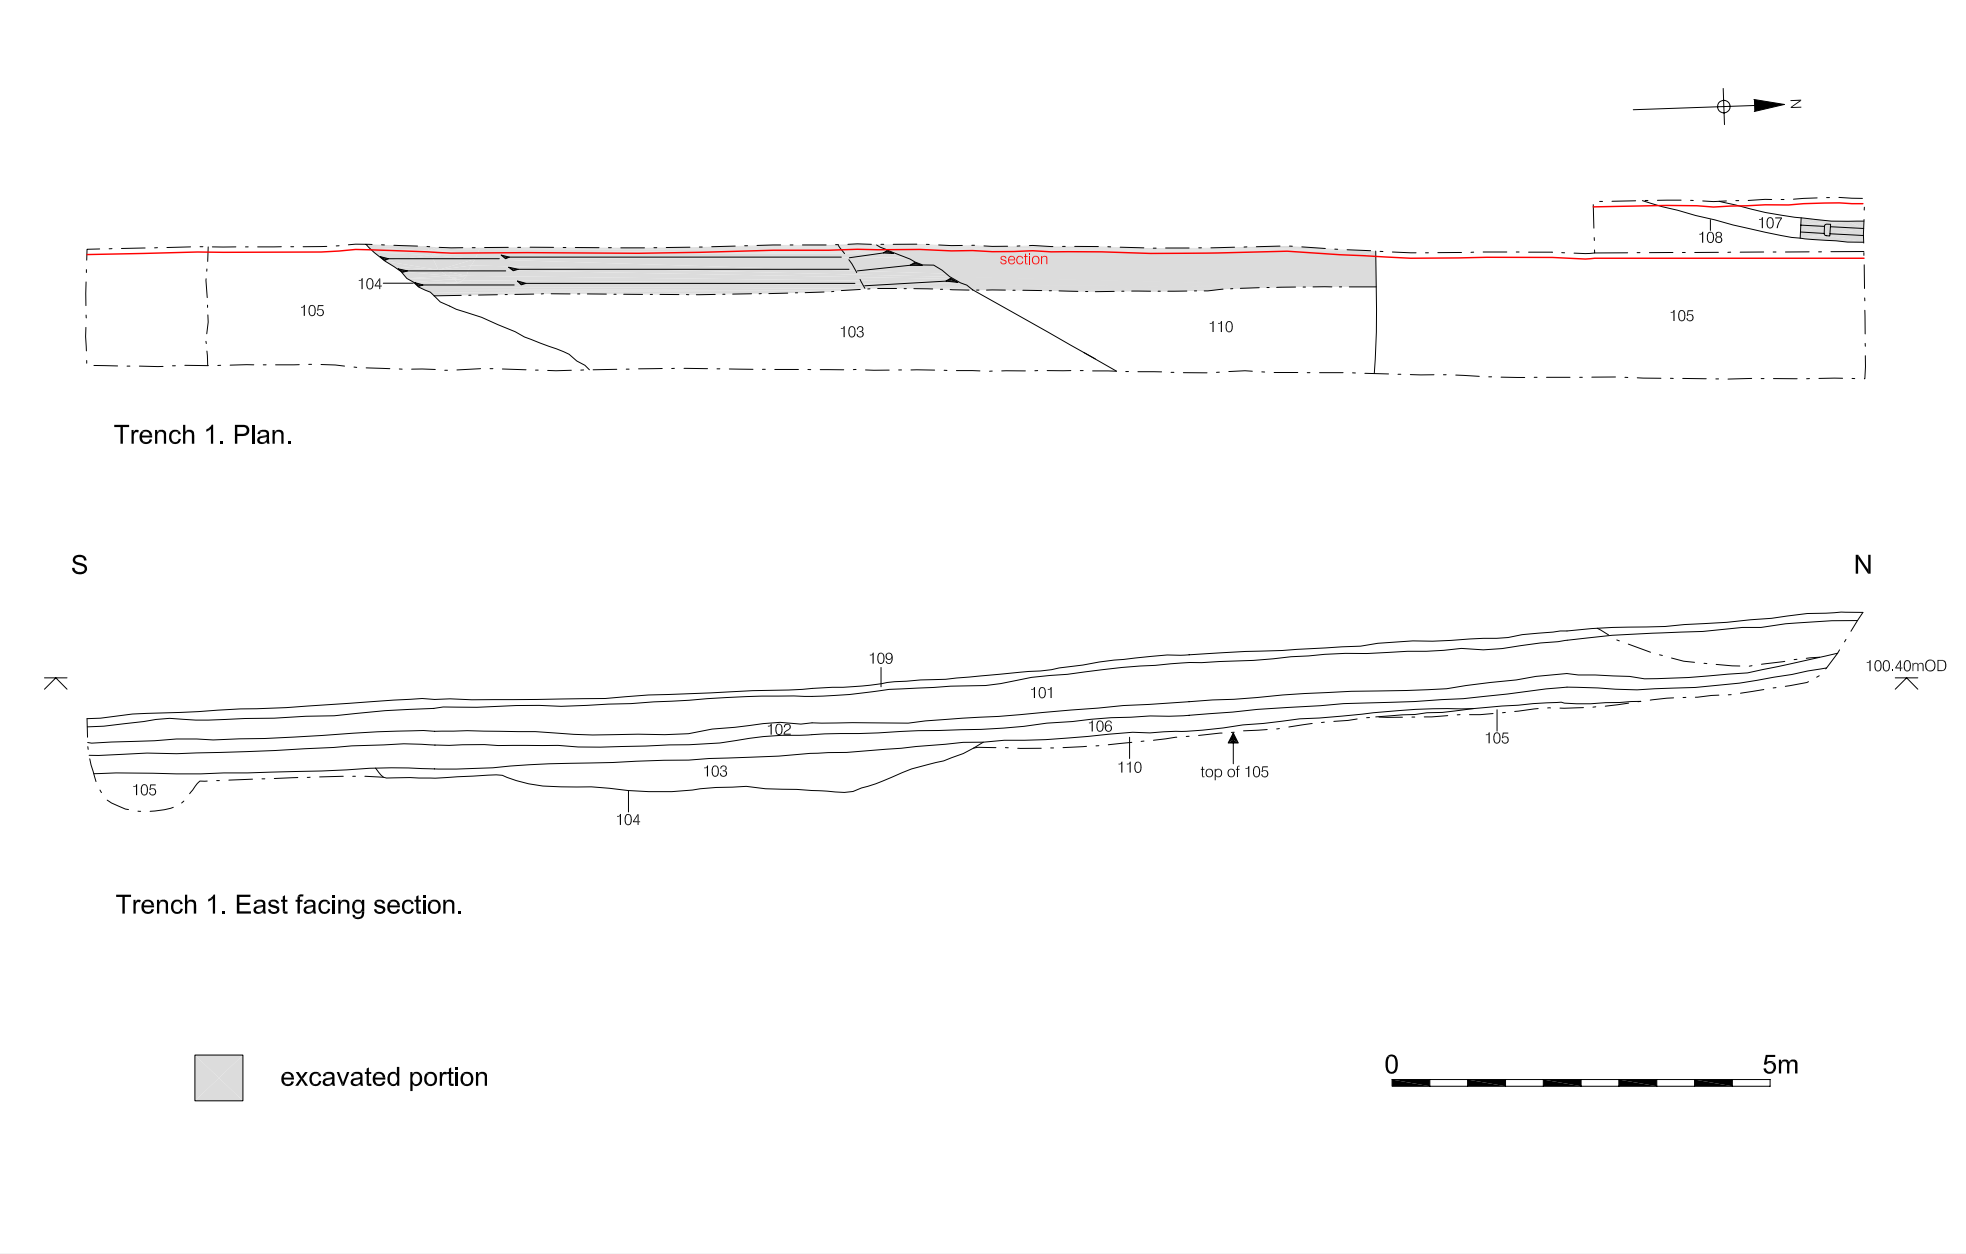 N
107
108
section
104
105
103
110
105
Trench 1. Plan.
S
N
109
100.40mOD
101
102
106
105
110
top of 105
103
105
104
Trench 1. East facing section.
0 5m
excavated portion